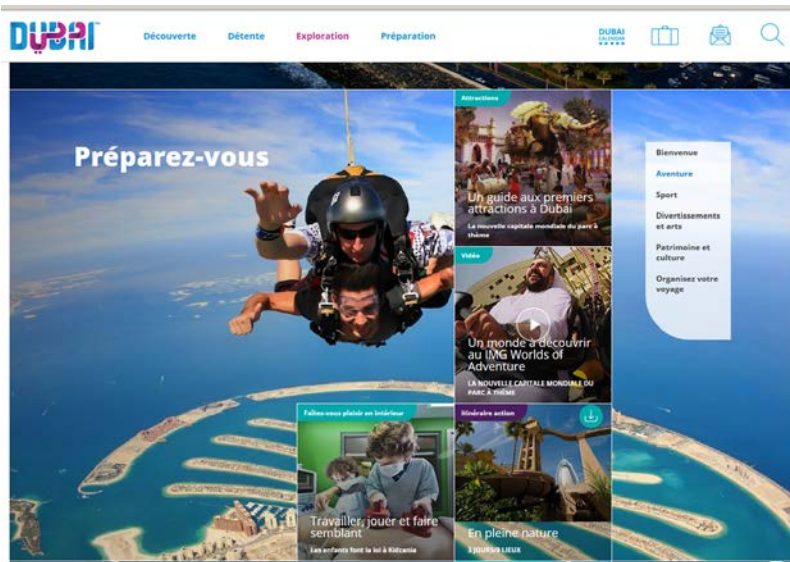 DUBAI
Découverte
Détente
Exploration
Préparation
DUBAI
CALENDAR
Préparez-vous
Attractions
Un guide aux premiers
attractions à Dubai
La nouvelle capitale mondiale du parc à
thème
Vidéo
Un monde à découvrir
au IMG Worlds of
Adventure
LA NOUVELLE CAPITALE MONDIALE DU
PARC À THÈME
Faites-vous plaisir en intérieur
Travailler, jouer et faire
semblant
Les enfants font la loi à Kidzania
Itinéraire action
En pleine nature
3 JOURS/9 LIEUX
Bienvenue
Aventure
Sport
Divertissements
et arts
Patrimoine et
culture
Organisez votre
voyage